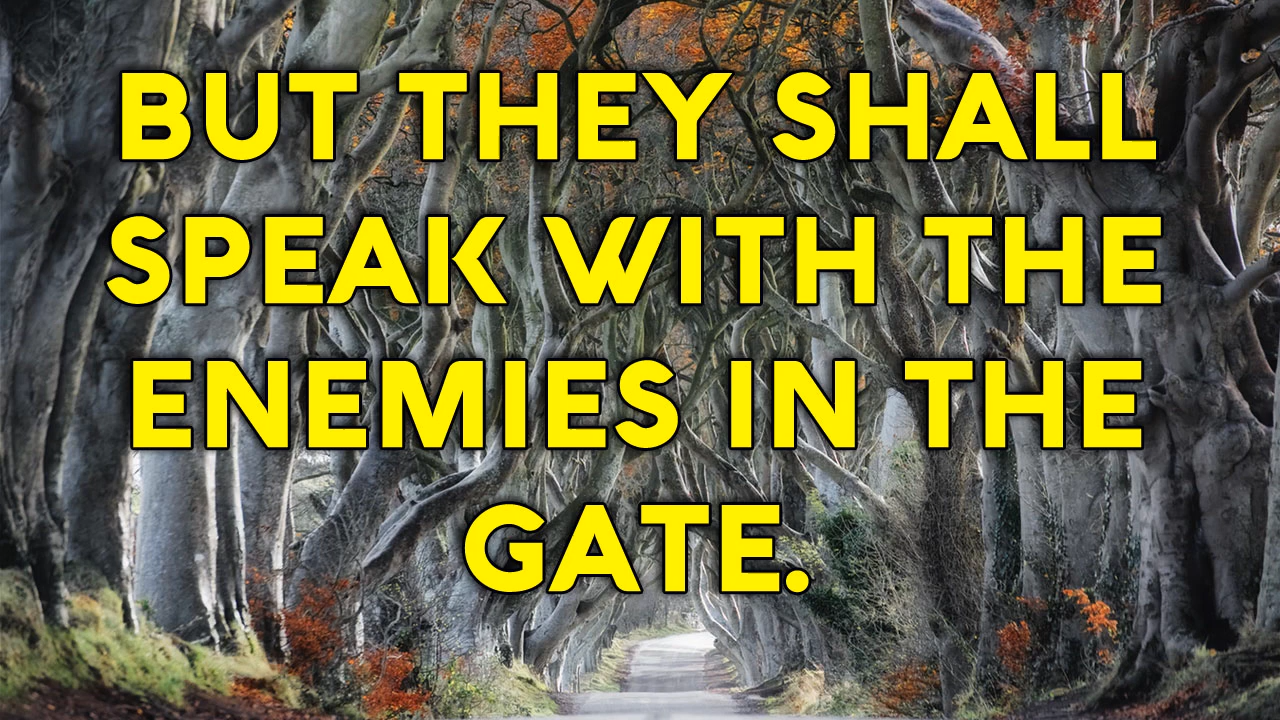 BUT THEY SHALL
SPEAK WITH THE
ENEMIES IN THE
GATE.